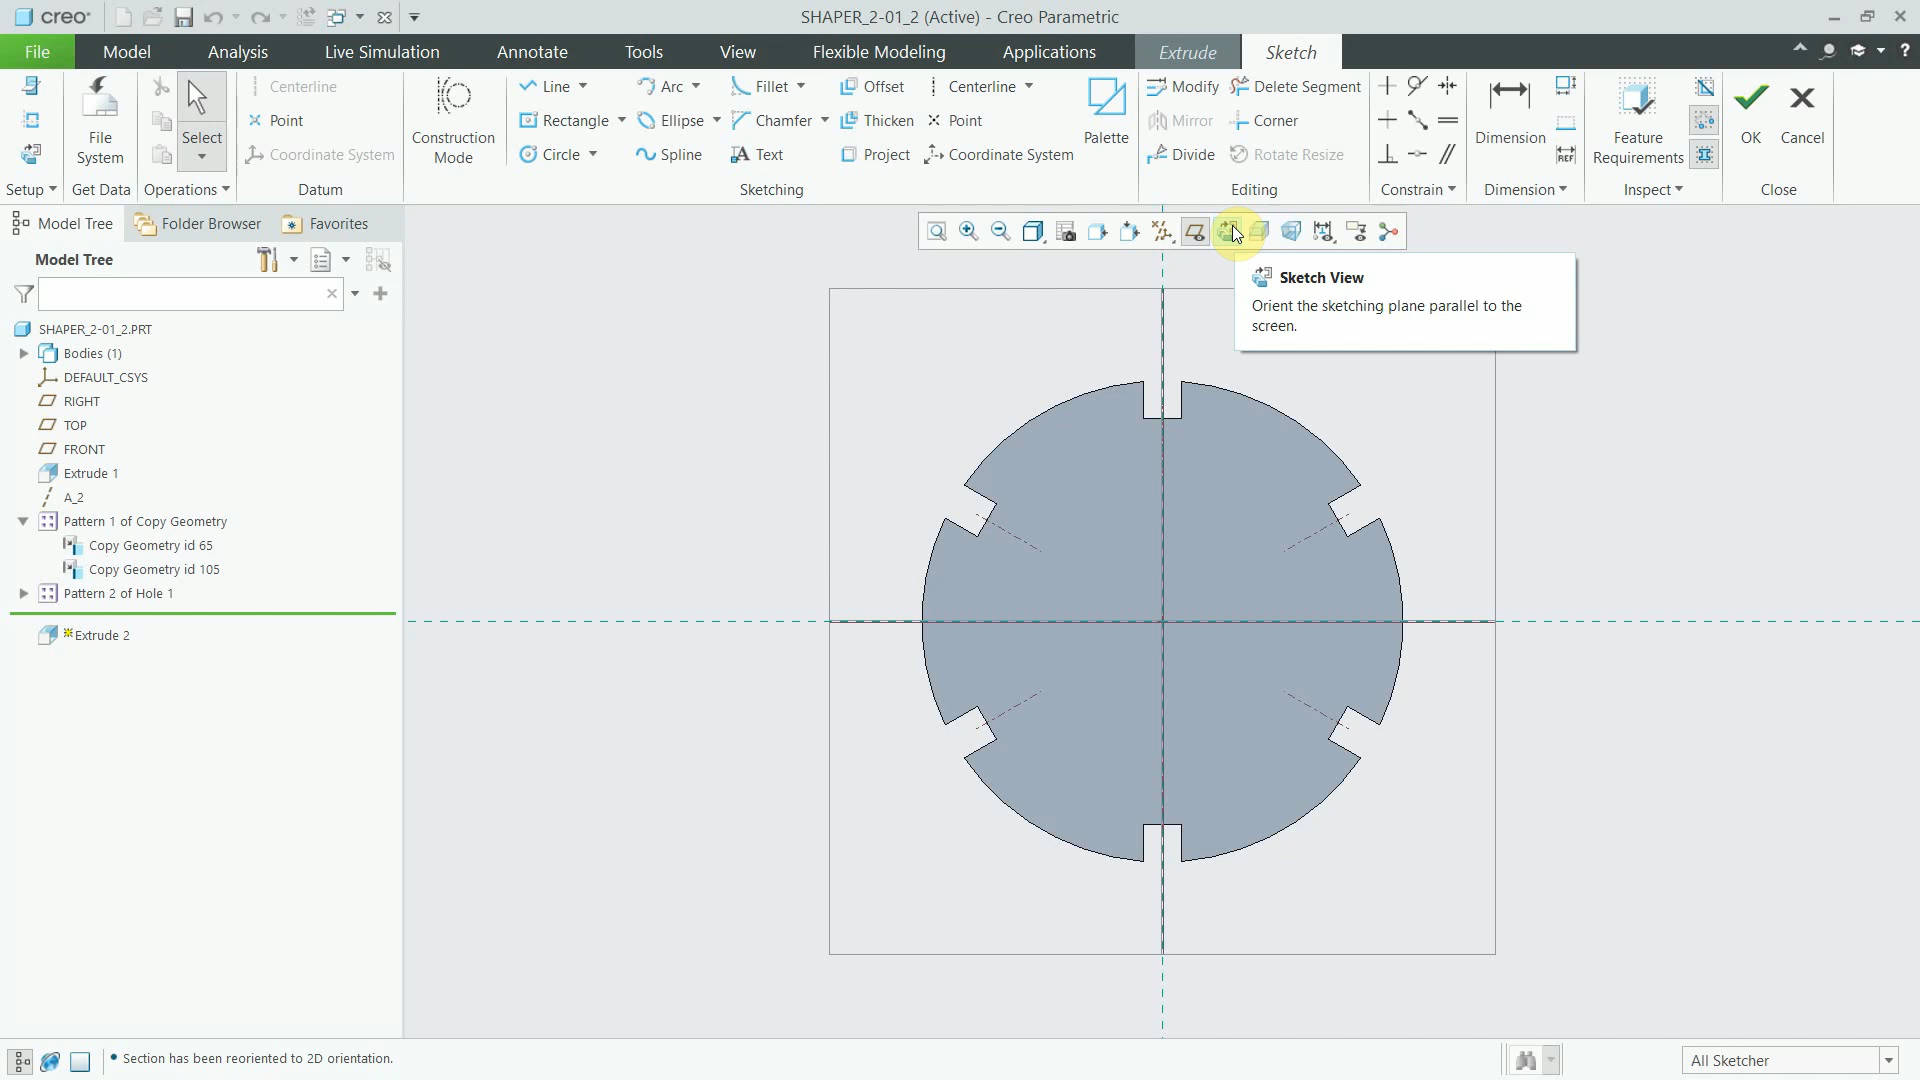 creo SHAPER_2-01_2 (Active) - Creo Parametric
File Model Analysis Live Simulation Annotate Tools View Flexible Modeling Applications Extrude Sketch ?
Centerline Line Arc Fillet Offset Centerline Modify Delete Segment
Point Rectangle Ellipse Chamfer Thicken Point Mirror Corner
File System Select Construction Mode Palette Dimension Feature Requirements OK Cancel
Coordinate System Circle Spline Text Project Coordinate System Divide Rotate Resize REF
Setup Get Data Operations Datum Sketching Editing Constrain Dimension Inspect Close
Model Tree Folder Browser Favorites
Model Tree
Sketch View
Orient the sketching plane parallel to the
screen.
SHAPER_2-01_2.PRT
Bodies (1)
DEFAULT_CSYS
RIGHT
TOP
FRONT
Extrude 1
A_2
Pattern 1 of Copy Geometry
Copy Geometry id 65
Copy Geometry id 105
Pattern 2 of Hole 1
Extrude 2
Section has been reoriented to 2D orientation.
All Sketcher